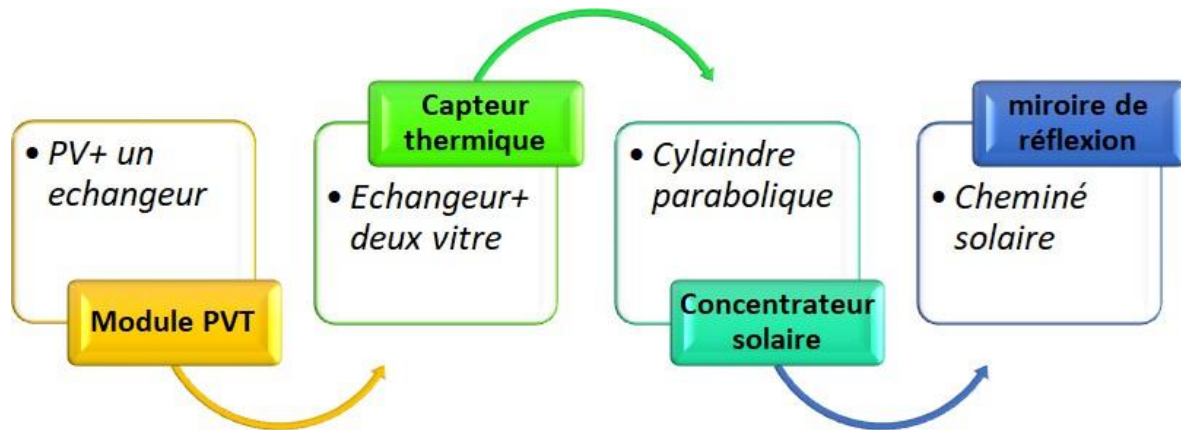 • PV+ un
echangeur
Module PVT
Capteur
thermique
• Echangeur+
deux vitre
• Cylaindre
parabolique
Concentrateur
solaire
miroire de
réflexion
• Cheminé
solaire